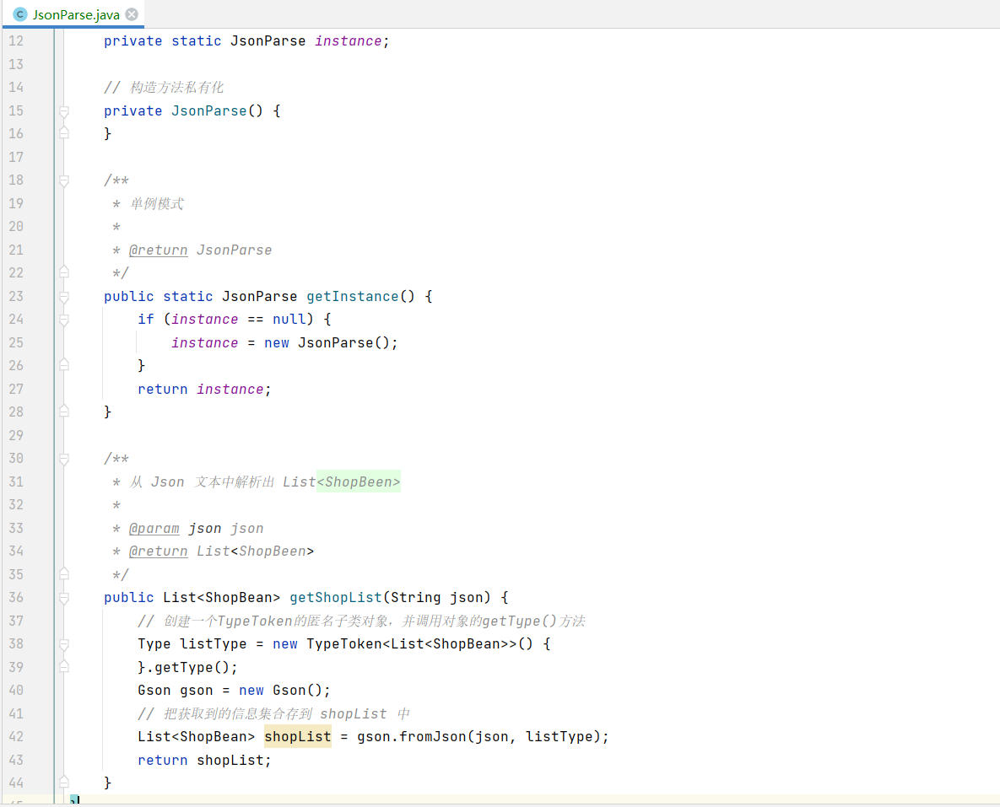 JsonParse.java
12 private static JsonParse instance;
13
14 // 构造方法私有化
15 private JsonParse() {
16 }
17
18 /**
19 * 单例模式
20 *
21 * @return JsonParse
22 */
23 public static JsonParse getInstance() {
24 if (instance == null) {
25 instance = new JsonParse();
26 }
27 return instance;
28 }
29
30 /**
31 * 从 Json 文本中解析出 List<ShopBeen>
32 *
33 * @param json json
34 * @return List<ShopBeen>
35 */
36 public List<ShopBean> getShopList(String json) {
37 // 创建一个TypeToken的匿名子类对象，并调用对象的getType()方法
38 Type listType = new TypeToken<List<ShopBean>>() {
39 }.getType();
40 Gson gson = new Gson();
41 // 把获取到的信息集合存到 shopList 中
42 List<ShopBean> shopList = gson.fromJson(json, listType);
43 return shopList;
44 }